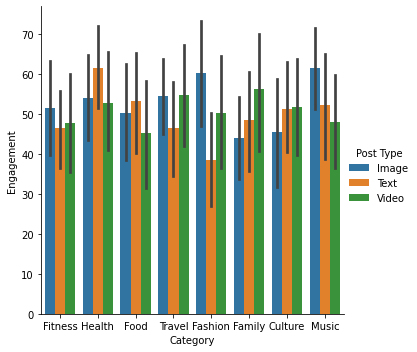 70
60
50
40
30
20
10
0
Engagement
Fitness Health Food Travel Fashion Family Culture Music
Category
Post Type
Image
Text
Video